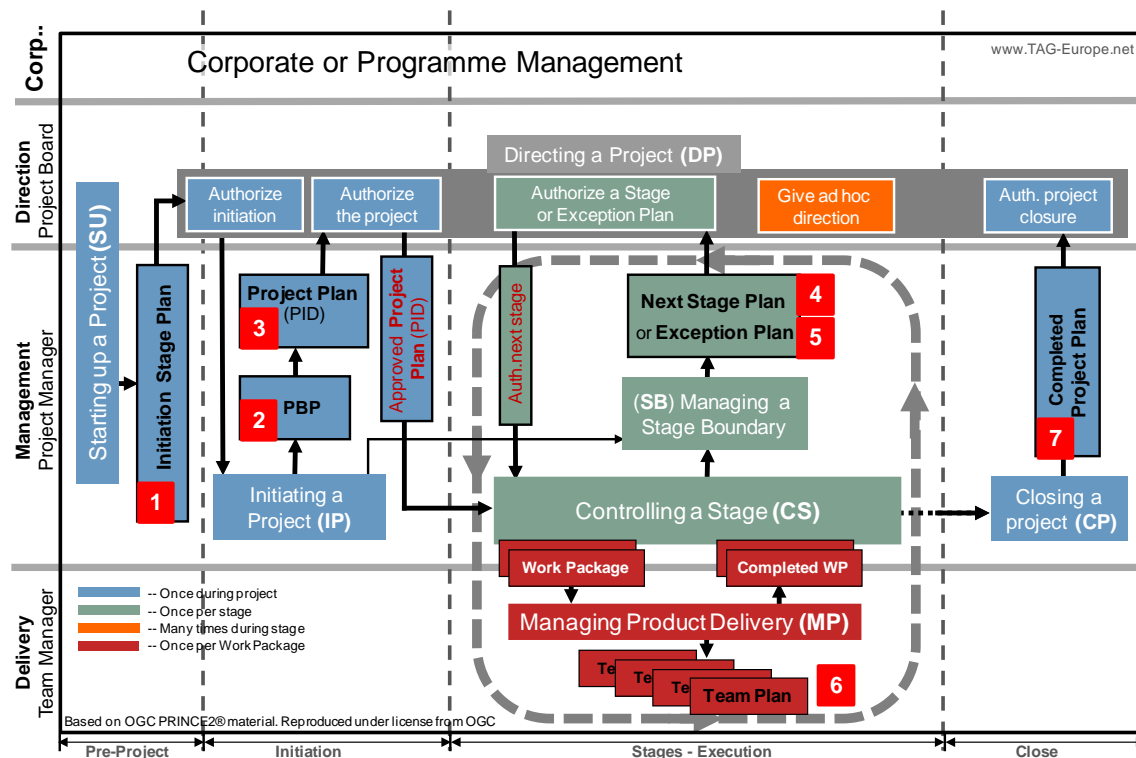 Corp..
Corporate or Programme Management
www.TAG-Europe.net
Direction
Project Board
Directing a Project (DP)
Authorize
initiation
Authorize
the project
Authorize a Stage
or Exception Plan
Give ad hoc
direction
Auth. project
closure
Management
Project Manager
Starting up a Project (SU)
Initiation Stage Plan
1
Project Plan
(PID)
3
PBP
2
Initiating a
Project (IP)
Approved Project
Plan (PID)
Auth.next stage
Next Stage Plan
or Exception Plan
4
5
(SB) Managing a
Stage Boundary
Controlling a Stage (CS)
Completed
Project Plan
7
Closing a
project (CP)
Delivery
Team Manager
Work Package
Completed WP
Managing Product Delivery (MP)
Te
Te
Te
Team Plan
6
-- Once during project
-- Once per stage
-- Many times during stage
-- Once per Work Package
Based on OGC PRINCE2® material. Reproduced under license from OGC
Pre-Project
Initiation
Stages - Execution
Close